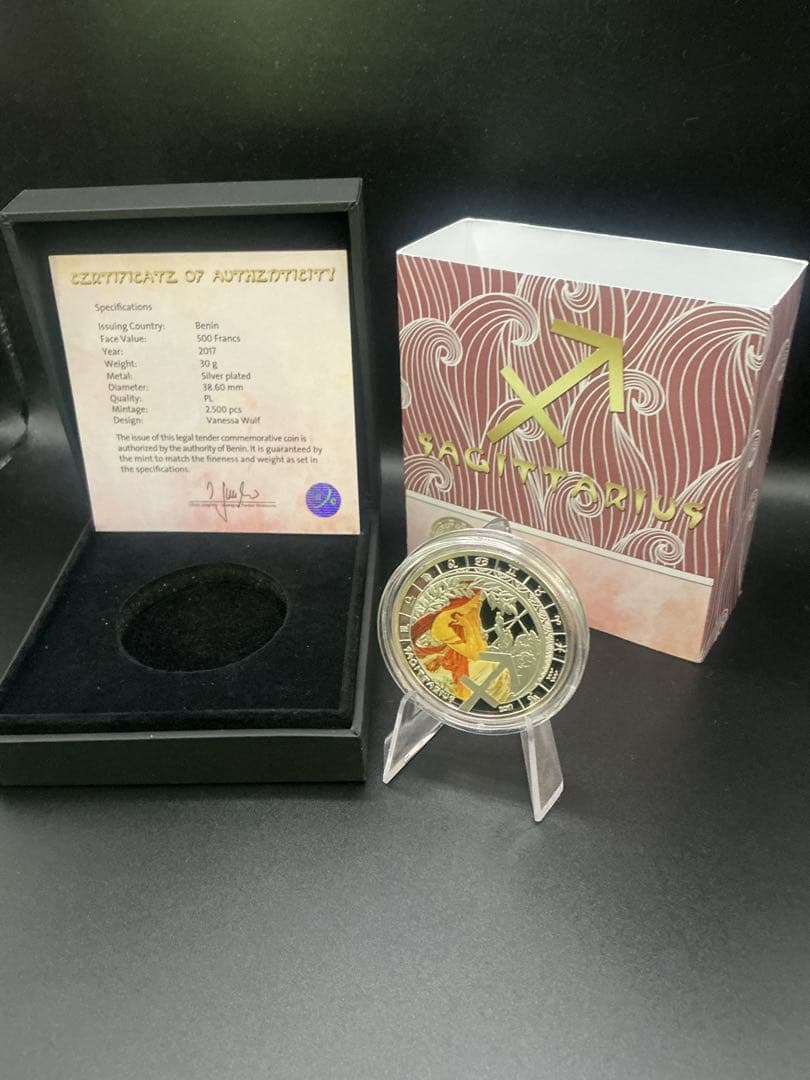 CERTIFICATE OF AUTHENTICITY
Specifications
Issuing Country: Benin
Face Value: 500 Francs
Year: 2017
Weight: 30 g
Metal: Silver plated
Diameter: 38.60 mm
Quality: PL
Mintage: 2.500 pcs
Design: Vanessa Wulf
The issue of this legal tender commemorative coin is
authorized by the authority of Benin. It is guaranteed by
the mint to match the fineness and weight as set in
the specifications.
SAGITTARIUS
SAGITTARIUS
2017